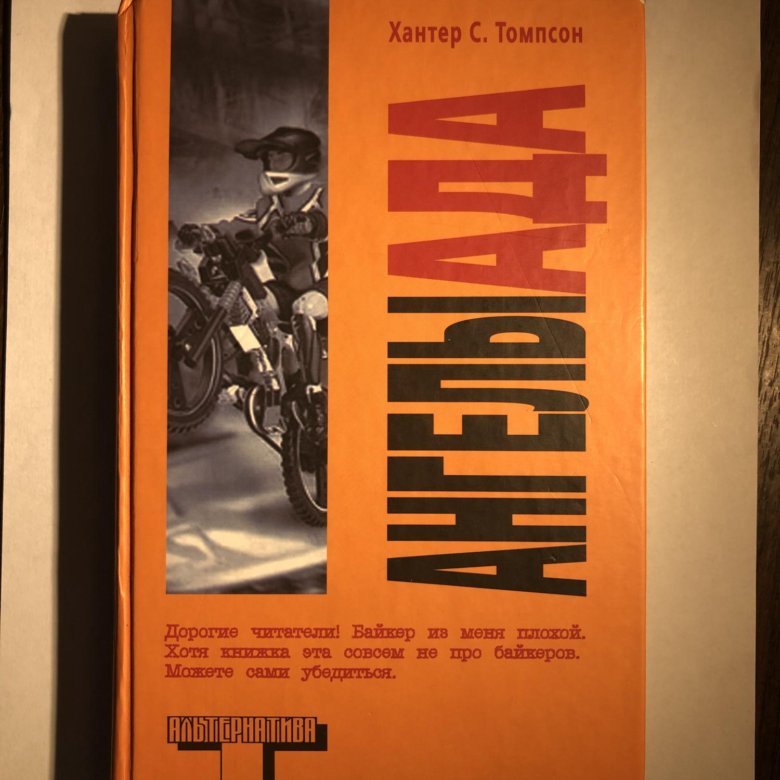 Хантер С. Томпсон
АНГЕЛЫ АДА
Дорогие читатели! Байкер из меня плохой.
Хотя книжка эта совсем не про байкеров.
Можете сами убедиться.
АЛЬТЕРНАТИВА